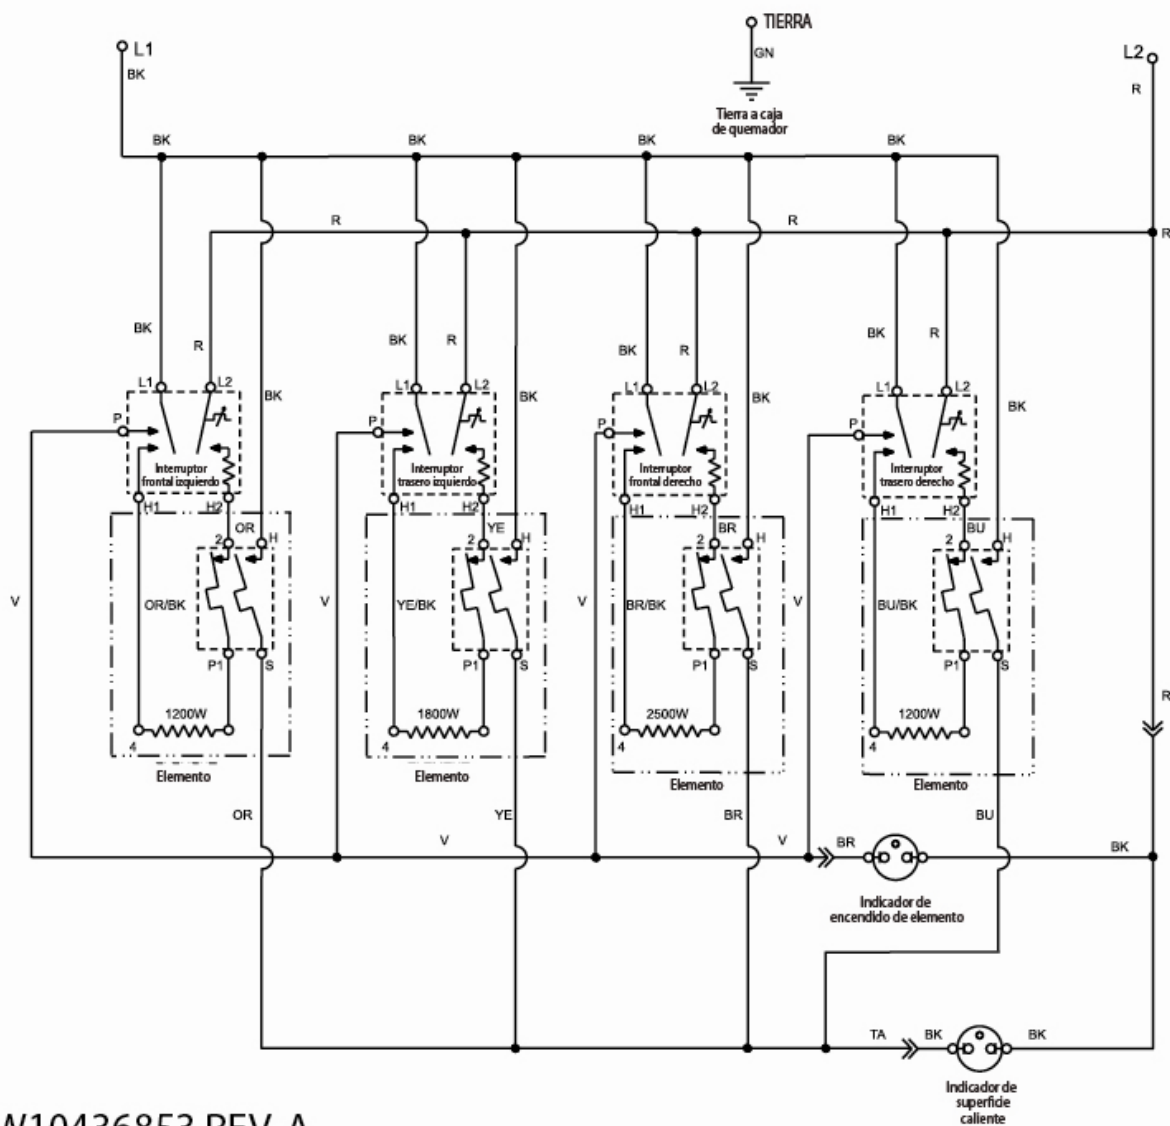 TIERRA
L1
L2
GN
BK
R
Tierra a caja
de quemador
BK BK BK BK
R R R
BK R BK R BK R BK R
L1 L2 L1 L2 L1 L2 L1 L2
BK BK BK BK
P P P P
Interruptor
frontal izquierdo
Interruptor
trasero izquierdo
Interruptor
frontal derecho
Interruptor
trasero derecho
H1 H2 H1 H2 H1 H2 H1 H2
OR YE BR BU
2 H 2 H 2 H 2 H
V OR/BK V YE/BK V BR/BK V BU/BK
P1 S P1 S P1 S P1 S
R
1200W 1800W 2500W 1200W
4 4 4 4
Elemento Elemento Elemento Elemento
OR YE BR BU
V V BR BK
Indicador de
encendido de elemento
TA BK BK
Indicador de
superficie
caliente
W10436853 REV. A